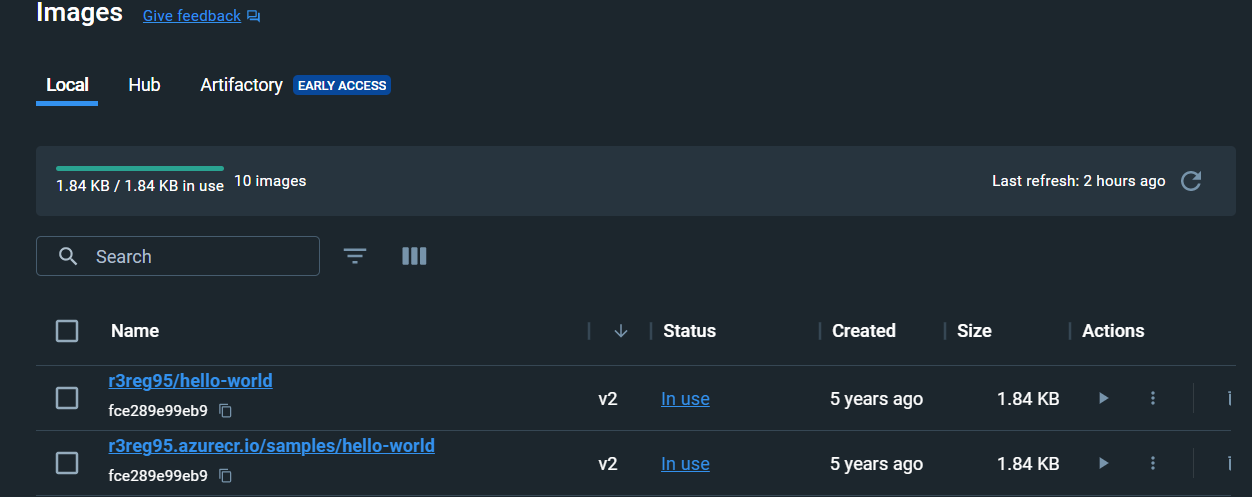 Images Give feedback
Local Hub Artifactory EARLY ACCESS
1.84 KB / 1.84 KB in use 10 images Last refresh: 2 hours ago
Search
Name Status Created Size Actions
r3reg95/hello-world
fce289e99eb9 v2 In use 5 years ago 1.84 KB
r3reg95.azurecr.io/samples/hello-world
fce289e99eb9 v2 In use 5 years ago 1.84 KB